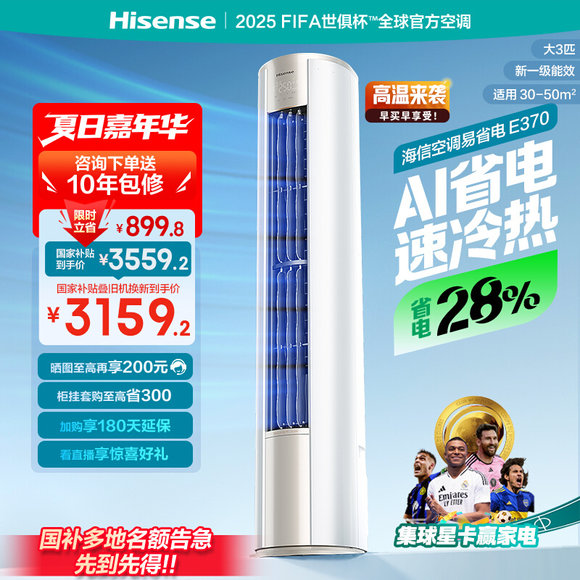 Hisense | 2025 FIFA世俱杯™全球官方空调
大3匹
新一级能效
适用 30-50m²
高温来袭
早买早享受!
海信空调易省电 E370
AI省电
速冷热
省电 28%
夏日嘉年华
咨询下单送
10年包修
限时立省 ¥899.8
国家补贴到手价 ¥3559.2
国家补贴叠旧机换新到手价
¥3159.2
晒图至高再享200元
柜挂套购至高省300
加购享180天延保
看直播享惊喜好礼
国补多地名额告急
先到先得!!
集球星卡赢家电
Hisense